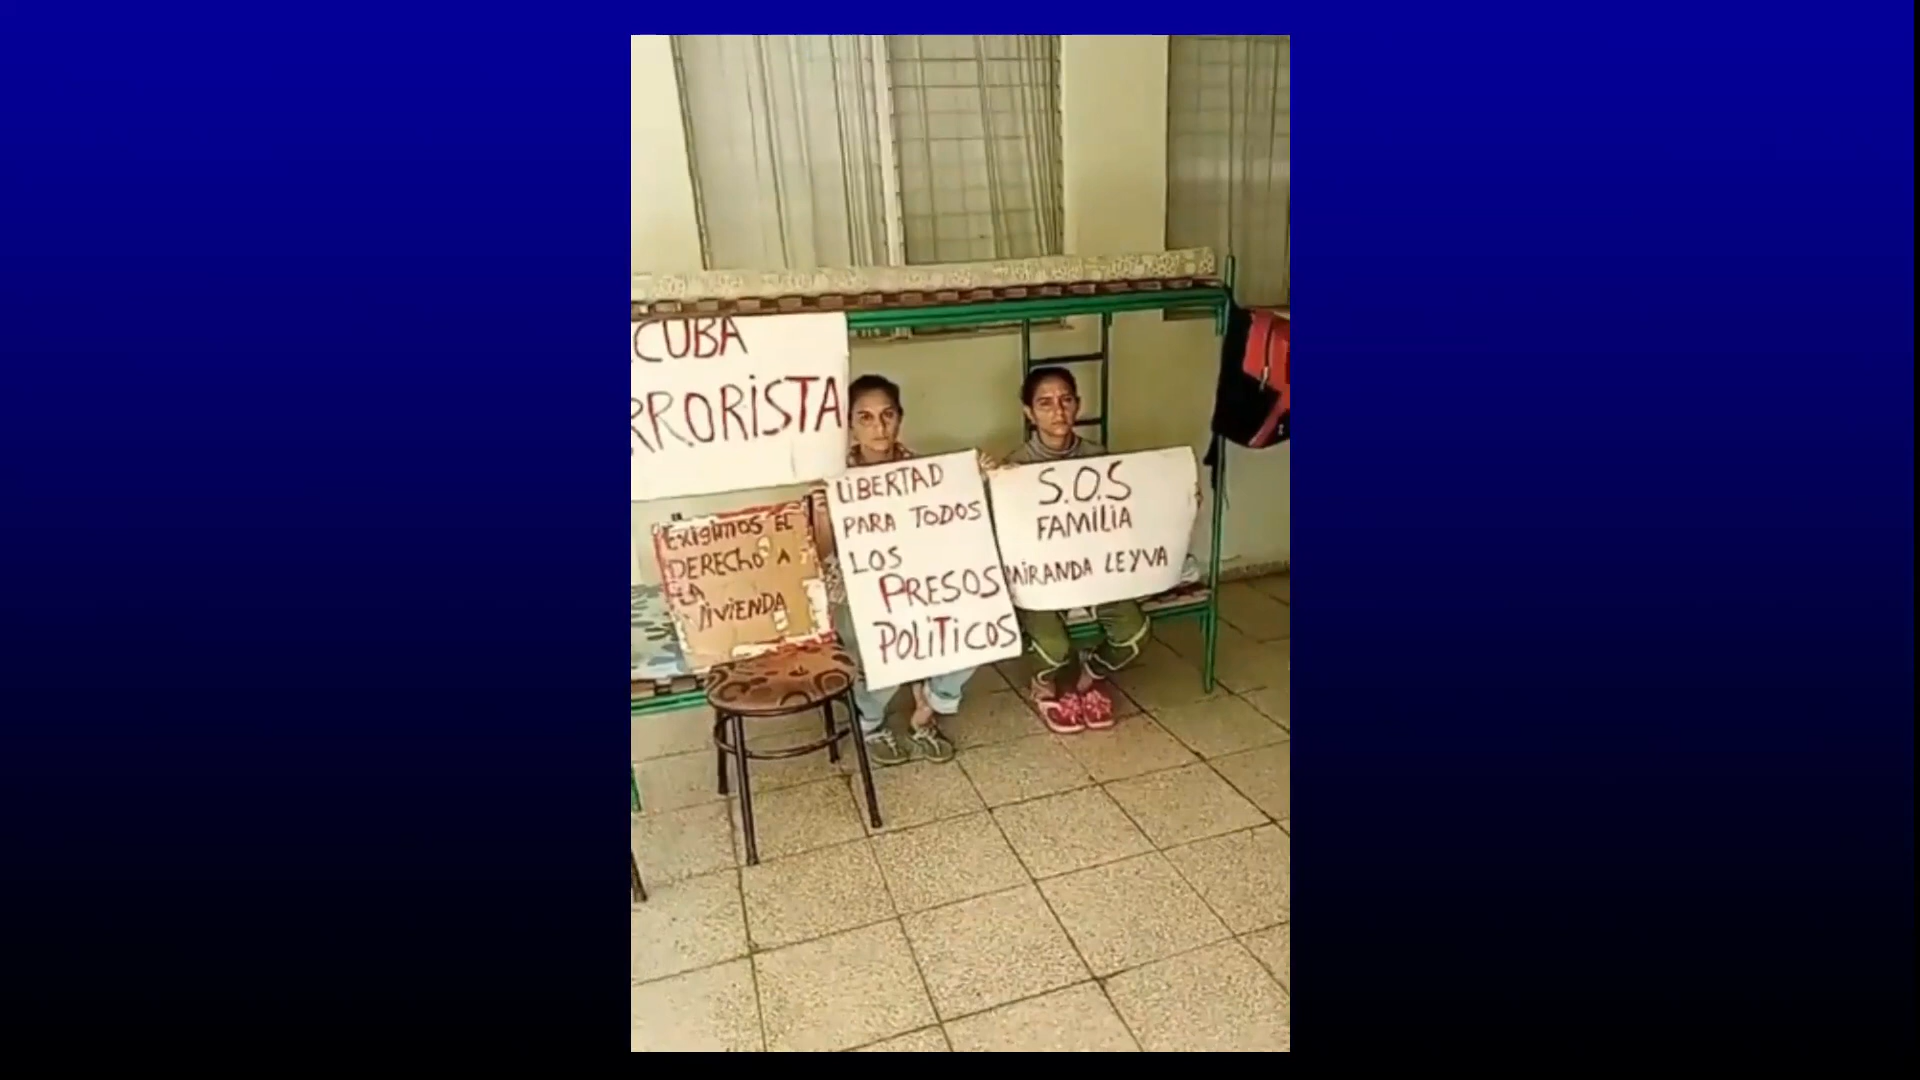 CUBA
RRORISTA
EXIGIMOS EL
DERECHO A
LA
VIVIENDA
LIBERTAD
PARA TODOS
LOS
PRESOS
POLITICOS
S.O.S
FAMILIA
MIRANDA LEYVA